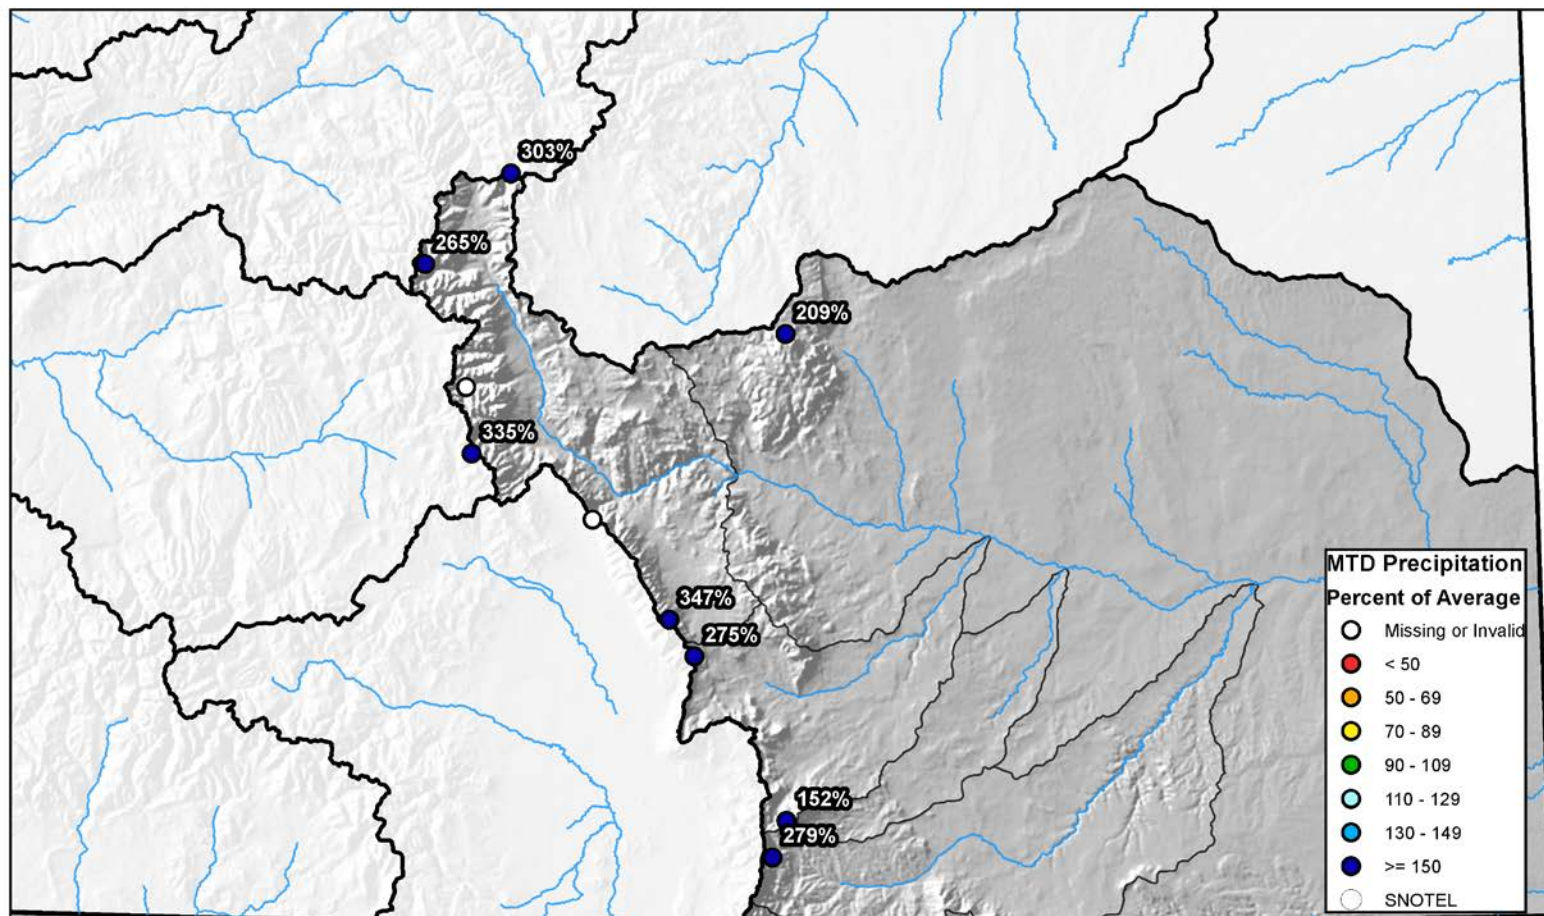 303%
265%
209%
335%
347%
275%
152%
279%
MTD Precipitation
Percent of Average
Missing or Invalid
< 50
50 - 69
70 - 89
90 - 109
110 - 129
130 - 149
>= 150
SNOTEL